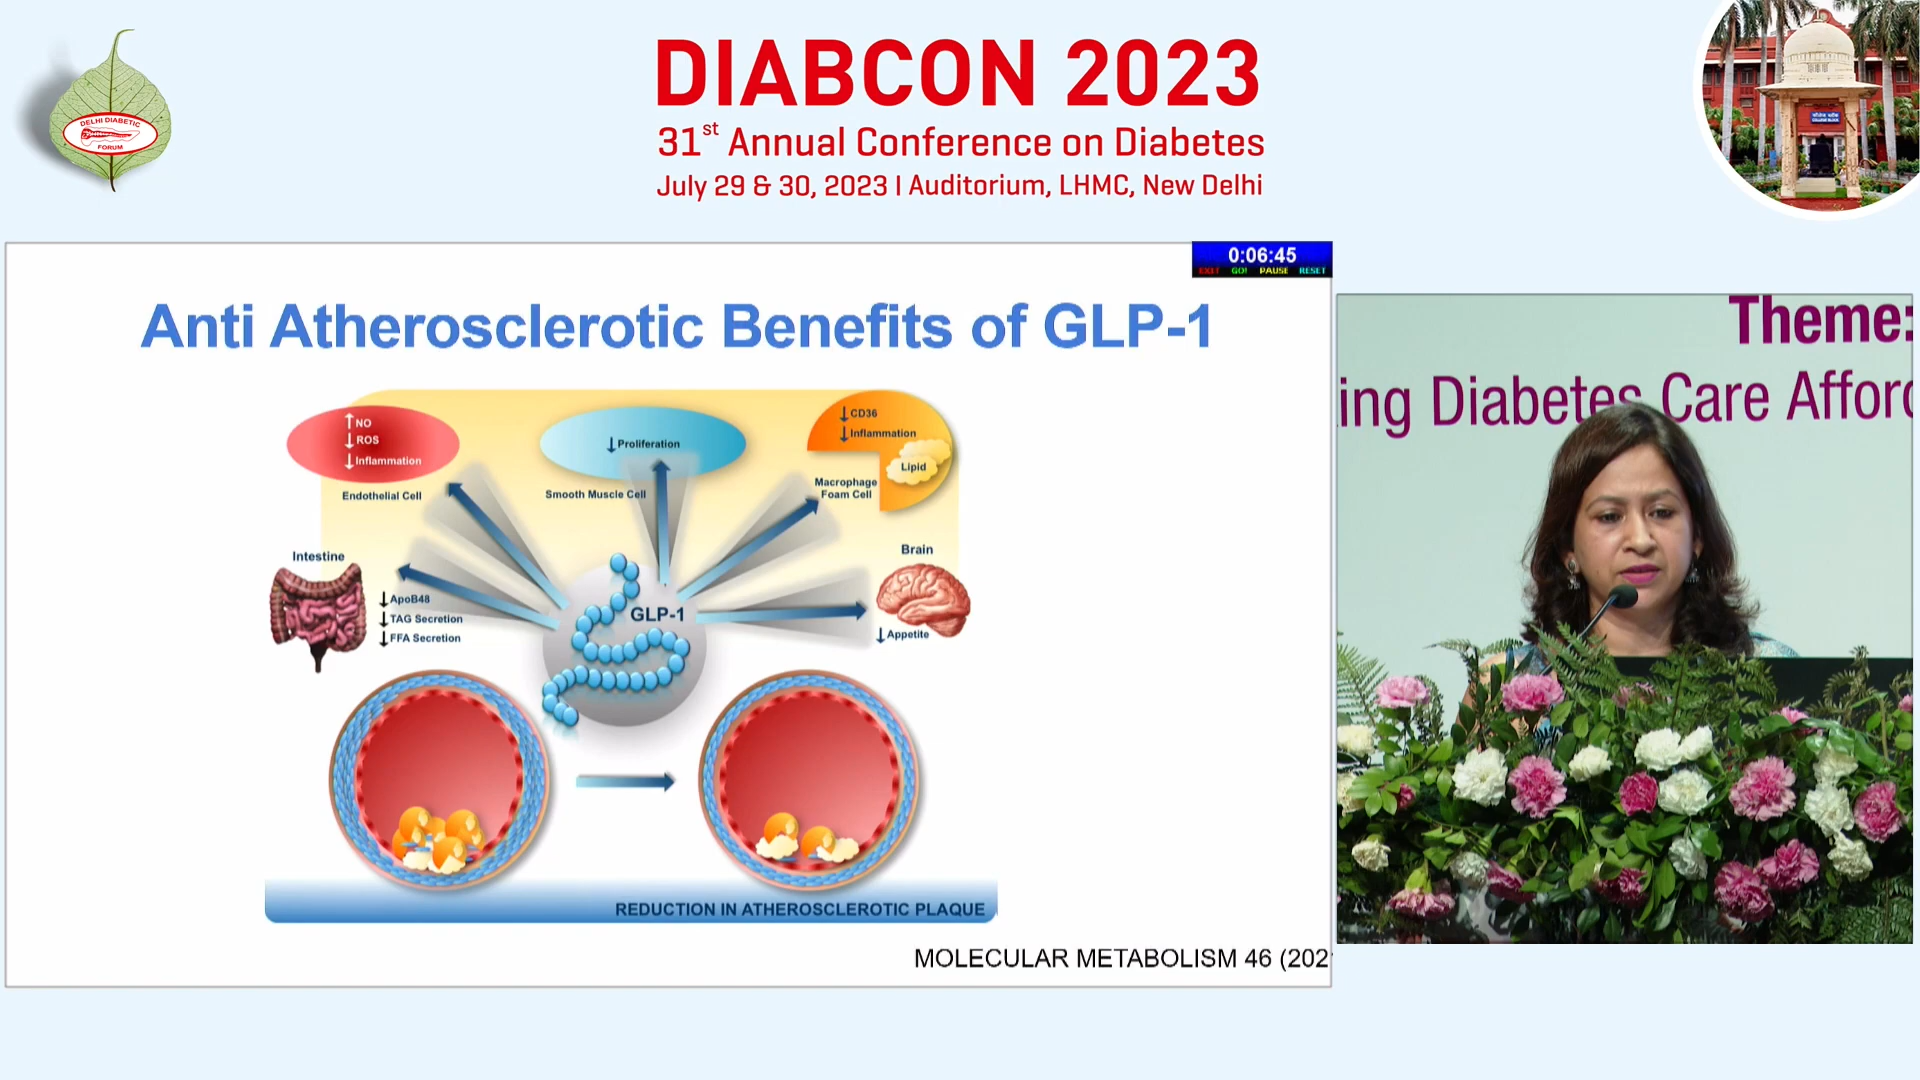 DELHI DIABETIC
FORUM
DIABCON 2023
31st Annual Conference on Diabetes
July 29 & 30, 2023 | Auditorium, LHMC, New Delhi
0:06:45
EXIT GO! PAUSE RESET
Anti Atherosclerotic Benefits of GLP-1
↑ NO
↓ ROS
↓ Inflammation
Endothelial Cell
↓ Proliferation
Smooth Muscle Cell
↓ CD36
↓ Inflammation
Lipid
Macrophage
Foam Cell
Intestine
↓ ApoB48
↓ TAG Secretion
↓ FFA Secretion
GLP-1
Brain
↓ Appetite
REDUCTION IN ATHEROSCLEROTIC PLAQUE
MOLECULAR METABOLISM 46 (202
Theme:
ing Diabetes Care Afford